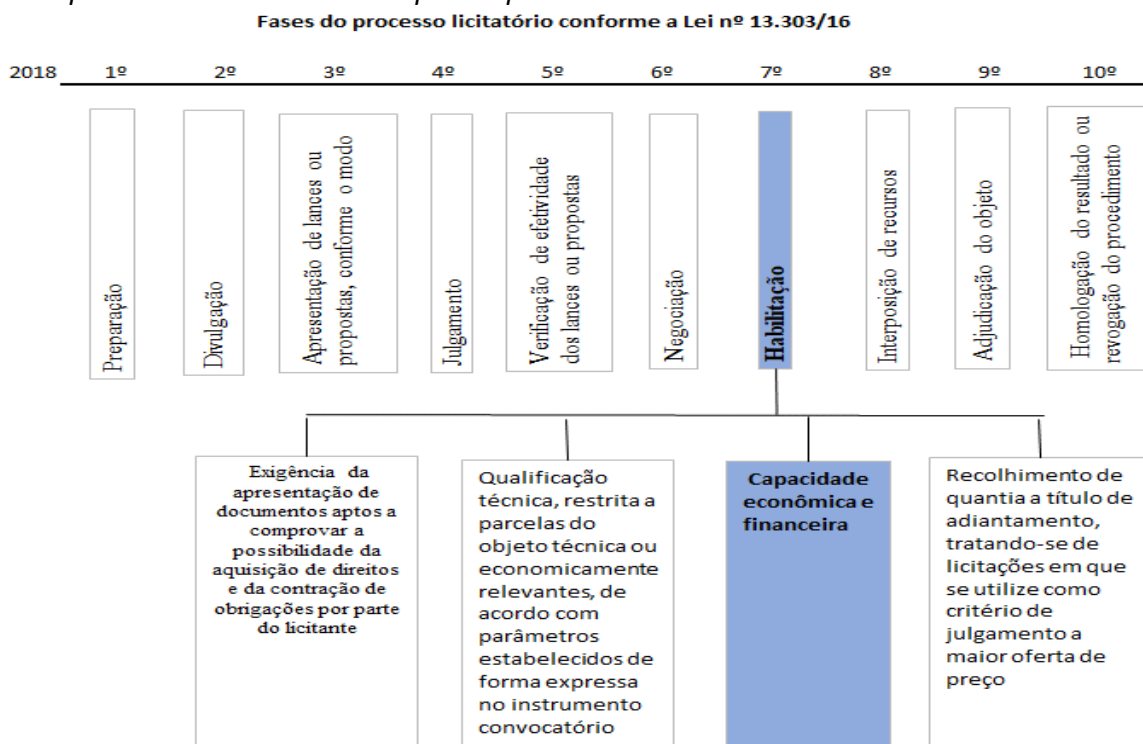 Fases do processo licitatório conforme a Lei nº 13.303/16
2018 1º 2º 3º 4º 5º 6º 7º 8º 9º 10º
Preparação
Divulgação
Apresentação de lances ou
propostas, conforme o modo
Julgamento
Verificação de efetividade
dos lances ou propostas
Negociação
Habilitação
Interposição de recursos
Adjudicação do objeto
Homologação do resultado ou
revogação do procedimento
Exigência da
apresentação de
documentos aptos a
comprovar a
possibilidade da
aquisição de direitos
e da contração de
obrigações por parte
do licitante
Qualificação
técnica, restrita a
parcelas do
objeto técnica ou
economicamente
relevantes, de
acordo com
parâmetros
estabelecidos de
forma expressa
no instrumento
convocatório
Capacidade
econômica e
financeira
Recolhimento de
quantia a título de
adiantamento,
tratando-se de
licitações em que
se utilize como
critério de
julgamento a
maior oferta de
preço